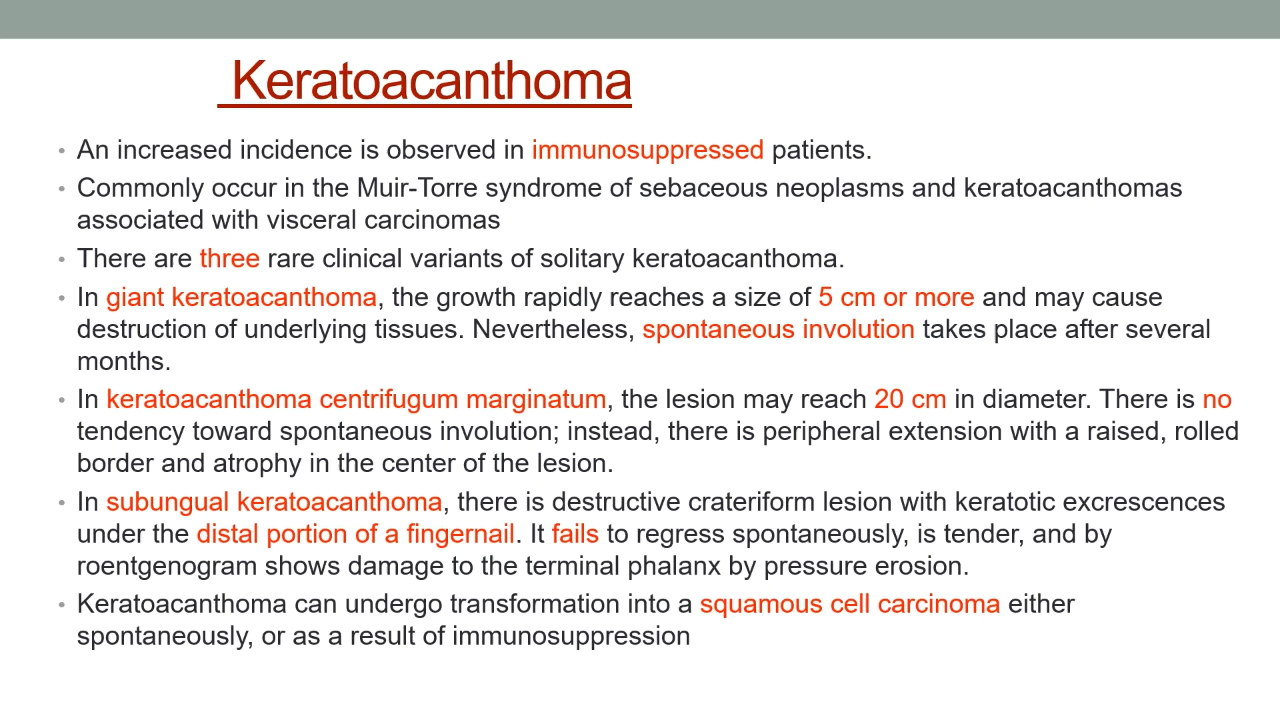 Keratoacanthoma
• An increased incidence is observed in immunosuppressed patients.
• Commonly occur in the Muir-Torre syndrome of sebaceous neoplasms and keratoacanthomas
associated with visceral carcinomas
• There are three rare clinical variants of solitary keratoacanthoma.
• In giant keratoacanthoma, the growth rapidly reaches a size of 5 cm or more and may cause
destruction of underlying tissues. Nevertheless, spontaneous involution takes place after several
months.
• In keratoacanthoma centrifugum marginatum, the lesion may reach 20 cm in diameter. There is no
tendency toward spontaneous involution; instead, there is peripheral extension with a raised, rolled
border and atrophy in the center of the lesion.
• In subungual keratoacanthoma, there is destructive crateriform lesion with keratotic excrescences
under the distal portion of a fingernail. It fails to regress spontaneously, is tender, and by
roentgenogram shows damage to the terminal phalanx by pressure erosion.
• Keratoacanthoma can undergo transformation into a squamous cell carcinoma either
spontaneously, or as a result of immunosuppression